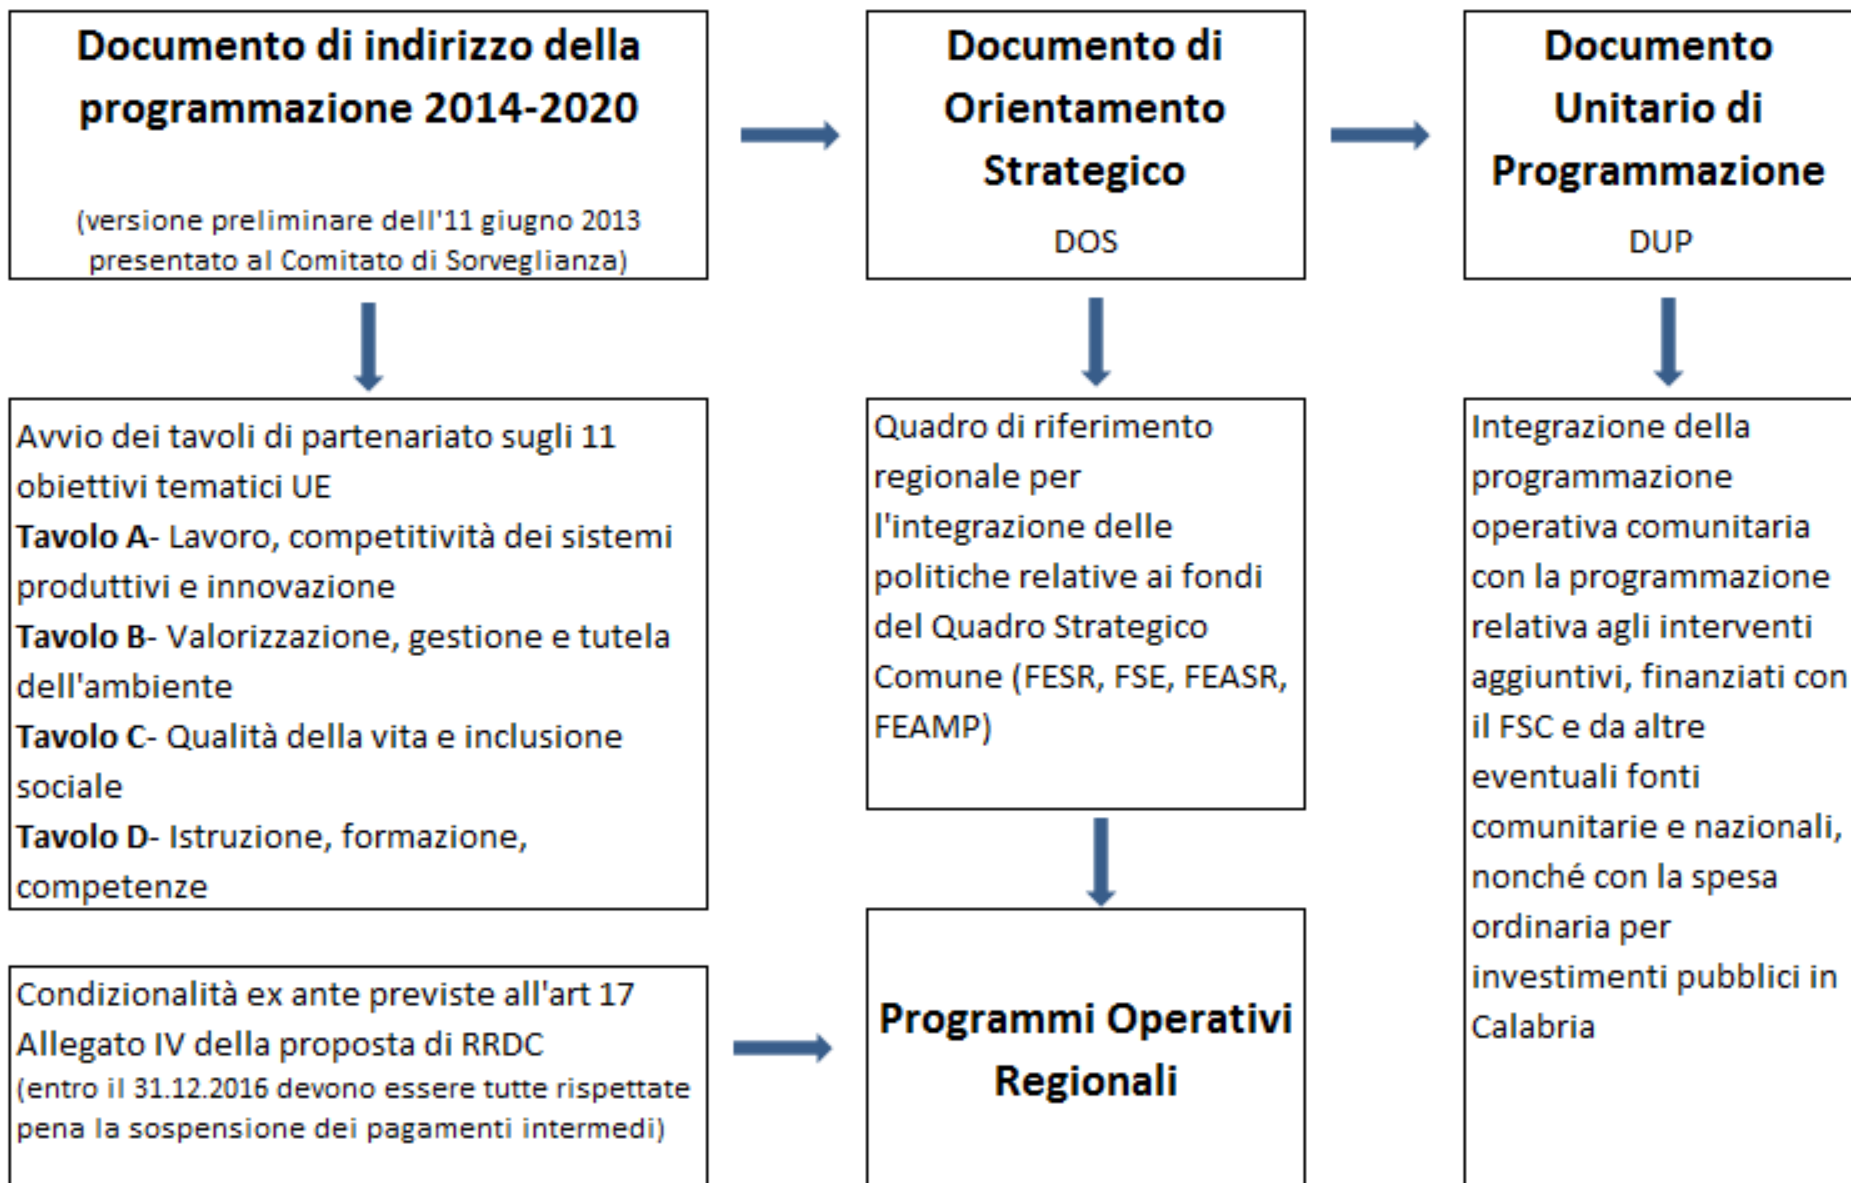 Documento di indirizzo della
programmazione 2014-2020
(versione preliminare dell'11 giugno 2013
presentato al Comitato di Sorveglianza)
Documento di
Orientamento
Strategico
DOS
Documento
Unitario di
Programmazione
DUP
Avvio dei tavoli di partenariato sugli 11
obiettivi tematici UE
Tavolo A- Lavoro, competitività dei sistemi
produttivi e innovazione
Tavolo B- Valorizzazione, gestione e tutela
dell'ambiente
Tavolo C- Qualità della vita e inclusione
sociale
Tavolo D- Istruzione, formazione,
competenze
Quadro di riferimento
regionale per
l'integrazione delle
politiche relative ai fondi
del Quadro Strategico
Comune (FESR, FSE, FEASR,
FEAMP)
Integrazione della
programmazione
operativa comunitaria
con la programmazione
relativa agli interventi
aggiuntivi, finanziati con
il FSC e da altre
eventuali fonti
comunitarie e nazionali,
nonché con la spesa
ordinaria per
investimenti pubblici in
Calabria
Condizionalità ex ante previste all'art 17
Allegato IV della proposta di RRDC
(entro il 31.12.2016 devono essere tutte rispettate
pena la sospensione dei pagamenti intermedi)
Programmi Operativi
Regionali